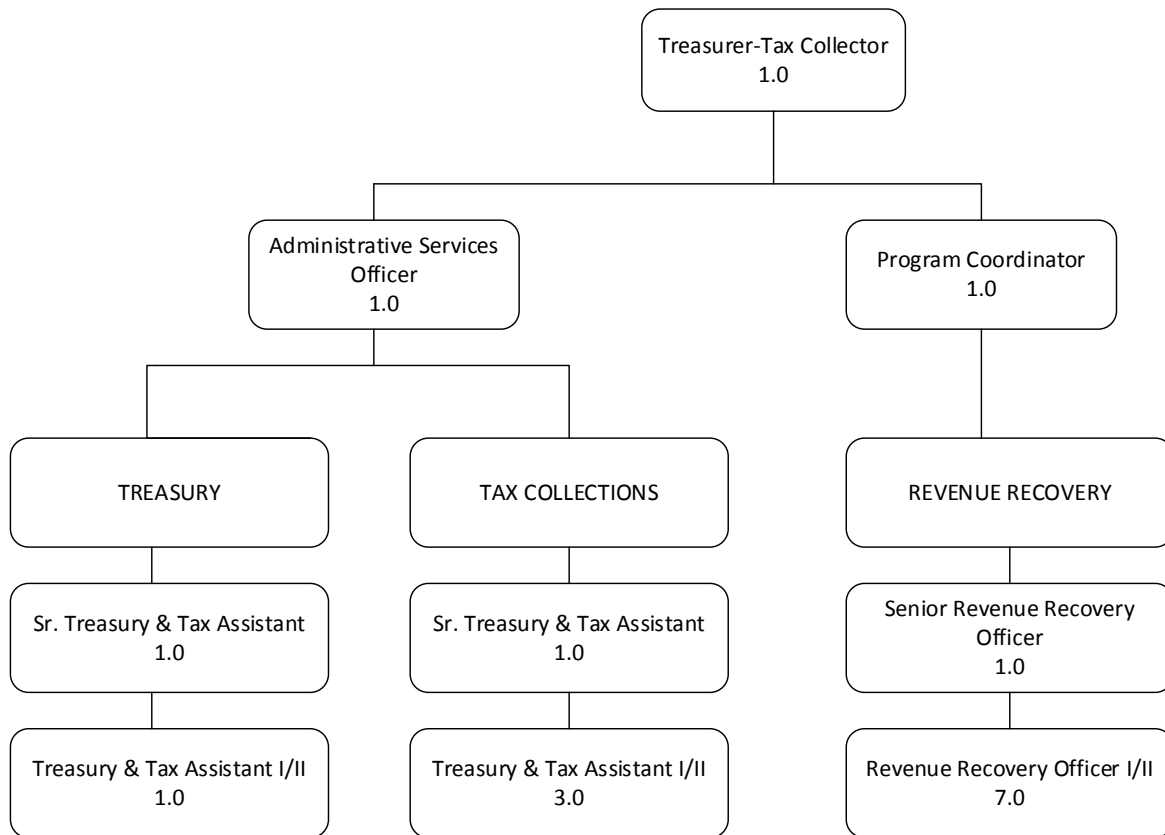 Treasurer-Tax Collector
1.0
Administrative Services
Officer
1.0
Program Coordinator
1.0
TREASURY
TAX COLLECTIONS
REVENUE RECOVERY
Sr. Treasury & Tax Assistant
1.0
Sr. Treasury & Tax Assistant
1.0
Senior Revenue Recovery
Officer
1.0
Treasury & Tax Assistant I/II
1.0
Treasury & Tax Assistant I/II
3.0
Revenue Recovery Officer I/II
7.0